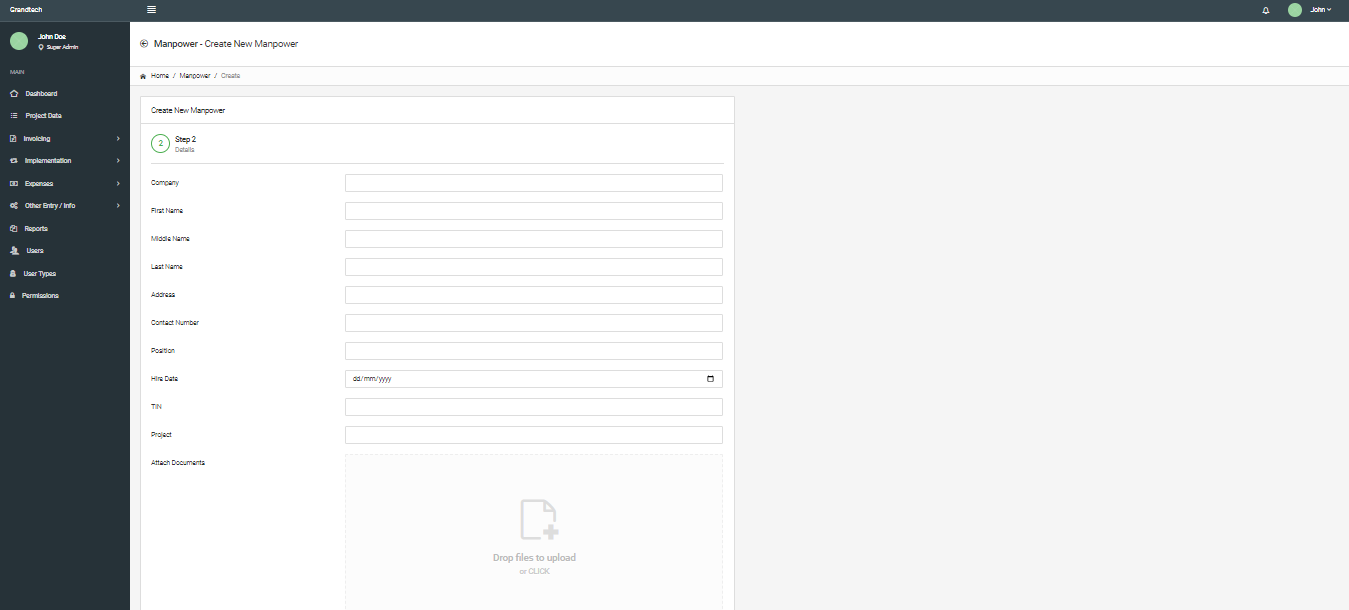 Grandtech
John
John Doe
Super Admin
MAIN
Dashboard
Project Data
Invoicing
Implementation
Expenses
Other Entry / Info
Reports
Users
User Types
Permissions
Manpower - Create New Manpower
Home / Manpower / Create
Create New Manpower
2
Step 2
Details
Company
First Name
Middle Name
Last Name
Address
Contact Number
Position
Hire Date
dd/mm/yyyy
TIN
Project
Attach Documents
Drop files to upload
or CLICK